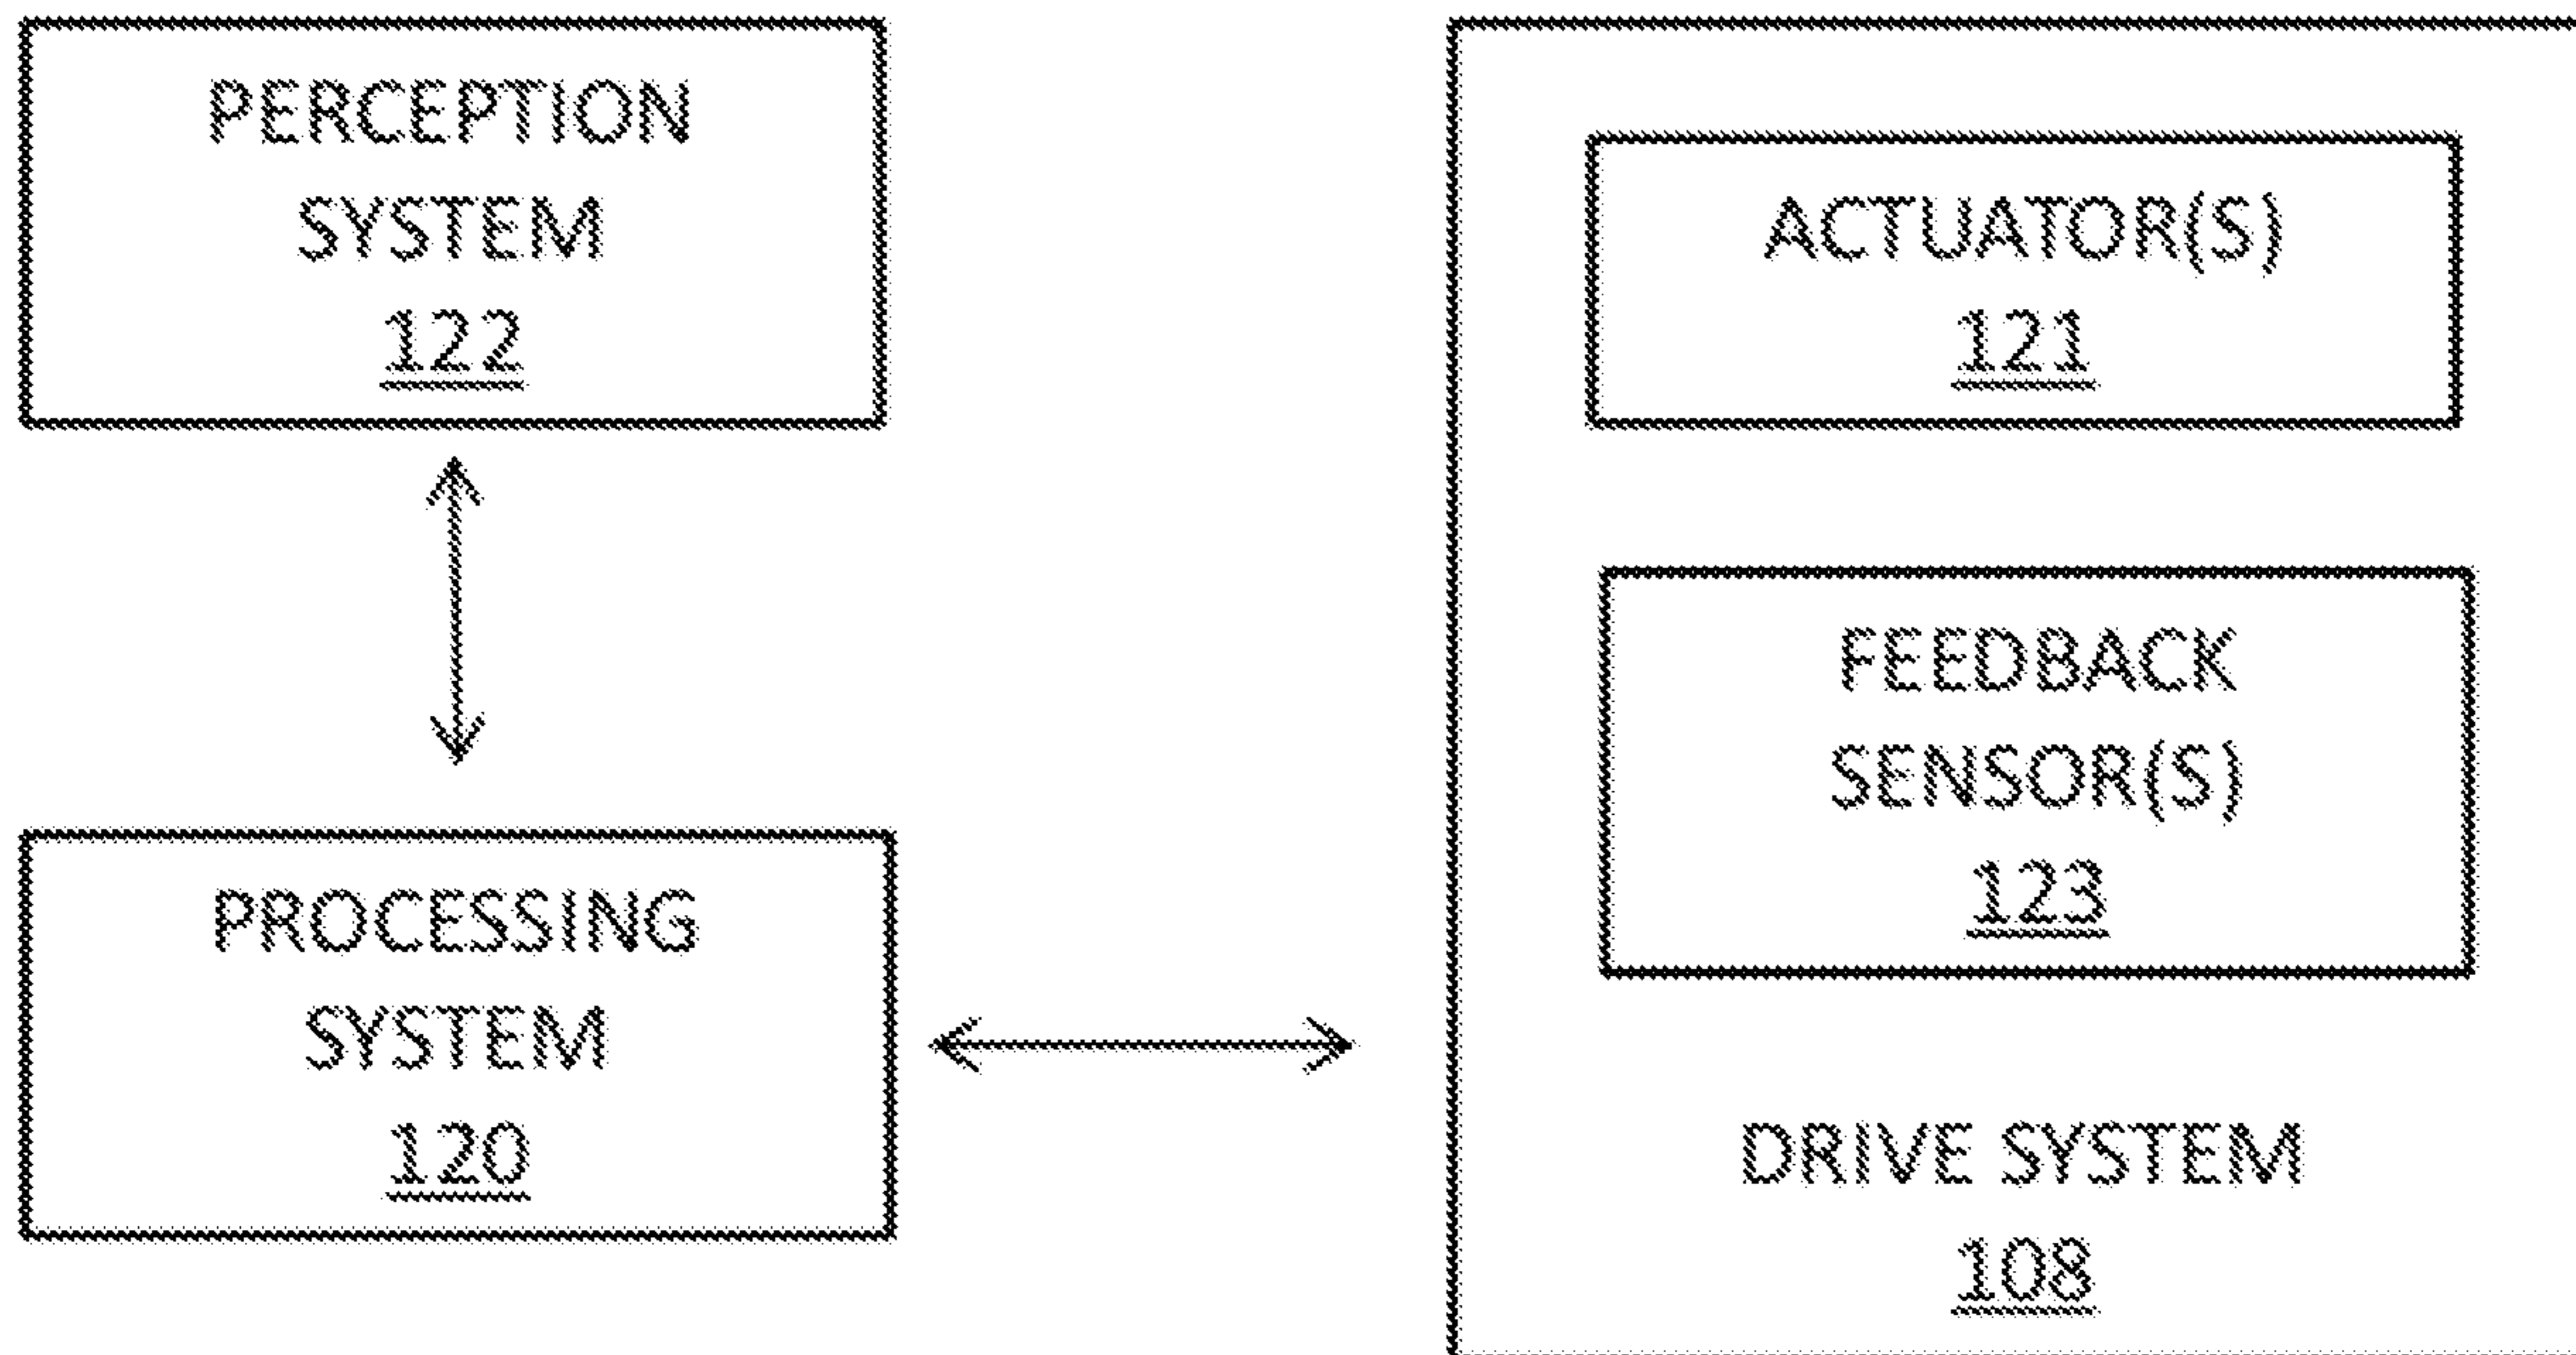 PERCEPTION
SYSTEM
122
PROCESSING
SYSTEM
120
ACTUATOR(S)
121
FEEDBACK
SENSOR(S)
123
DRIVE SYSTEM
108